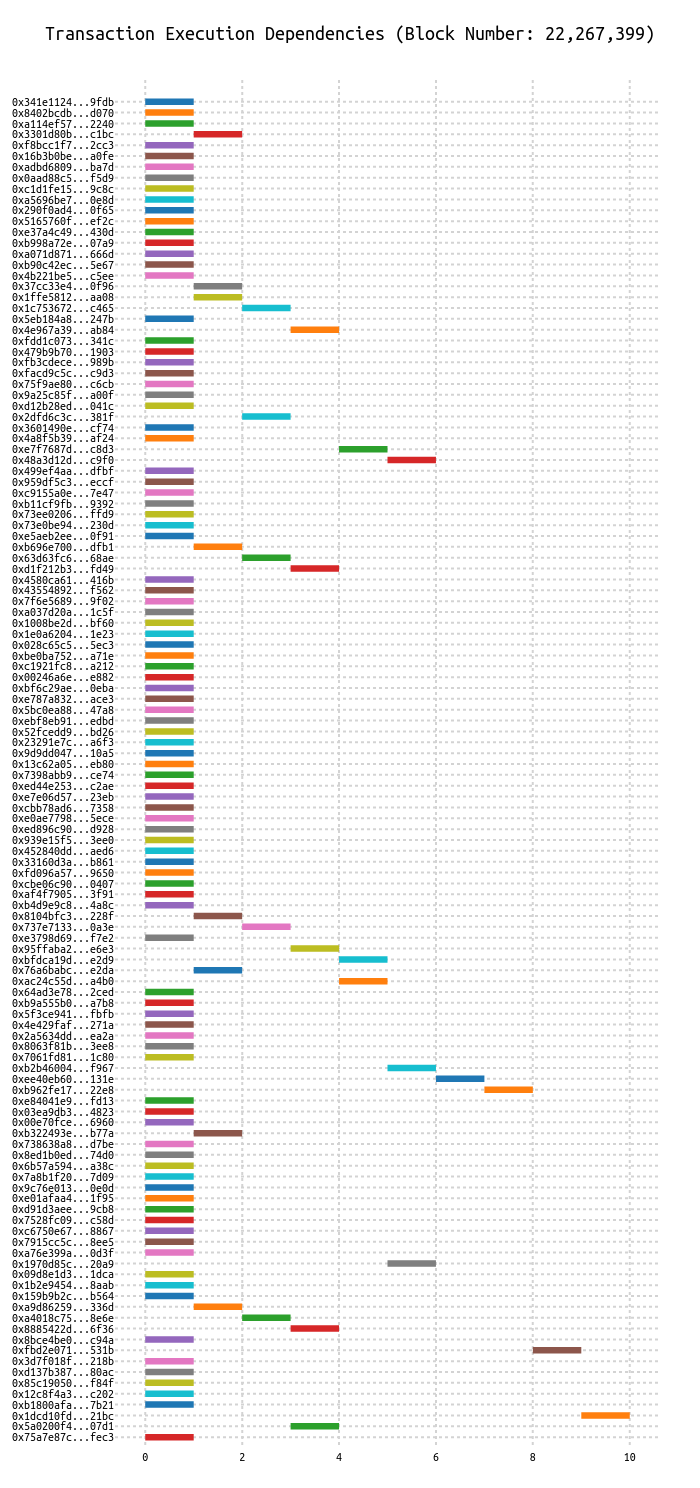 Transaction Execution Dependencies (Block Number: 22,267,399)
0x341e1124...9fdb
0x8402bcdb...d070
0xa114ef57...2240
0x3301d80b...c1bc
0xf8bcc1f7...2cc3
0x16b3b0be...a0fe
0xadbd6809...ba7d
0x0aad88c5...f5d9
0xc1d1fe15...9c8c
0xa5696be7...0e8d
0x290f0ad4...0f65
0x5165760f...ef2c
0xe37a4c49...430d
0xb998a72e...07a9
0xa071d871...666d
0xb90c42ec...5e67
0x4b221be5...c5ee
0x37cc33e4...0f96
0x1ffe5812...aa08
0x1c753672...c465
0x5eb184a8...247b
0x4e967a39...ab84
0xfdd1c073...341c
0x479b9b70...1903
0xfb3cdece...989b
0xfacd9c5c...c9d3
0x75f9ae80...c6cb
0x9a25c85f...a00f
0xd12b28ed...041c
0x2dfd6c3c...381f
0x3601490e...cf74
0x4a8f5b39...af24
0xe7f7687d...c8d3
0x48a3d12d...c9f0
0x499ef4aa...dfbf
0x959df5c3...eccf
0xc9155a0e...7e47
0xb11cf9fb...9392
0x73ee0206...ffd9
0x73e0be94...230d
0xe5aeb2ee...0f91
0xb696e700...dfb1
0x63d63fc6...68ae
0xd1f212b3...fd49
0x4580ca61...416b
0x43554892...f562
0x7f6e5689...9f02
0xa037d20a...1c5f
0x1008be2d...bf60
0x1e0a6204...1e23
0x028c65c5...5ec3
0xbe0ba752...a71e
0xc1921fc8...a212
0x00246a6e...e882
0xbf6c29ae...0eba
0xe787a832...ace3
0x5bc0ea88...47a8
0xebf8eb91...edbd
0x52fcedd9...bd26
0x23291e7c...a6f3
0x9d9dd047...10a5
0x13c62a05...eb80
0x7398abb9...ce74
0xed44e253...c2ae
0xe7e06d57...23eb
0xcbb78ad6...7358
0xe0ae7798...5ece
0xed896c90...d928
0x939e15f5...3ee0
0x452840dd...aed6
0x33160d3a...b861
0xfd096a57...9650
0xcbe06c90...0407
0xaf4f7905...3f91
0xb4d9e9c8...4a8c
0x8104bfc3...228f
0x737e7133...0a3e
0xe3798d69...f7e2
0x95ffaba2...e6e3
0xbfdca19d...e2d9
0x76a6babc...e2da
0xac24c55d...a4b0
0x64ad3e78...2ced
0xb9a555b0...a7b8
0x5f3ce941...fbfb
0x4e429faf...271a
0x2a5634dd...ea2a
0x8063f81b...3ee8
0x7061fd81...1c80
0xb2b46004...f967
0xee40eb60...131e
0xb962fe17...22e8
0xe84041e9...fd13
0x03ea9db3...4823
0x00e70fce...6960
0xb322493e...b77a
0x738638a8...d7be
0x8ed1b0ed...74d0
0x6b57a594...a38c
0x7a8b1f20...7d09
0x9c76e013...0e0d
0xe01afaa4...1f95
0xd91d3aee...9cb8
0x7528fc09...c58d
0xc6750e67...8867
0x7915cc5c...8ee5
0xa76e399a...0d3f
0x1970d85c...20a9
0x09d8e1d3...1dca
0x1b2e9454...8aab
0x159b9b2c...b564
0xa9d86259...336d
0xa4018c75...8e6e
0x8885422d...6f36
0x8bce4be0...c94a
0xfbd2e071...531b
0x3d7f018f...218b
0xd137b387...80ac
0x85c19050...f84f
0x12c8f4a3...c202
0xb1800afa...7b21
0x1dcd10fd...21bc
0x5a0200f4...07d1
0x75a7e87c...fec3
0 2 4 6 8 10